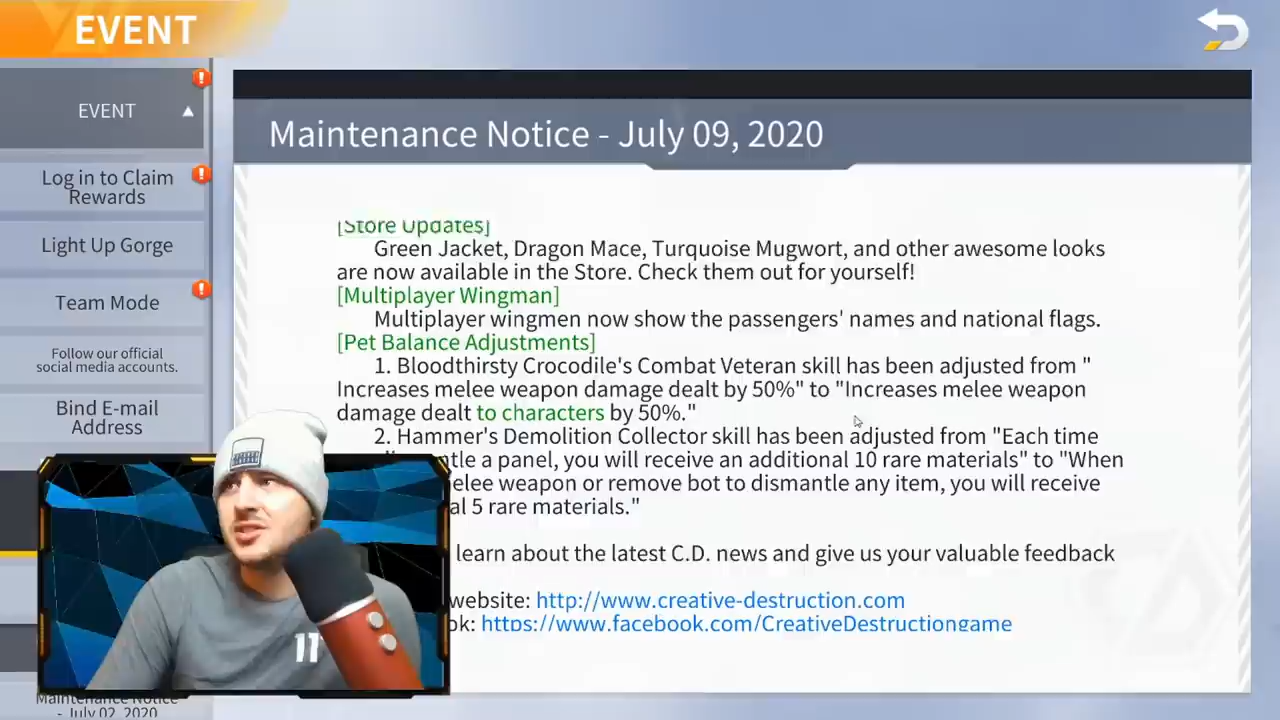 EVENT
EVENT
Log in to Claim
Rewards
Light Up Gorge
Team Mode
Follow our official
social media accounts.
Bind E-mail
Address
Maintenance Notice
- July 02, 2020
Maintenance Notice - July 09, 2020
[Store Updates]
Green Jacket, Dragon Mace, Turquoise Mugwort, and other awesome looks
are now available in the Store. Check them out for yourself!
[Multiplayer Wingman]
Multiplayer wingmen now show the passengers' names and national flags.
[Pet Balance Adjustments]
1. Bloodthirsty Crocodile's Combat Veteran skill has been adjusted from "
Increases melee weapon damage dealt by 50%" to "Increases melee weapon
damage dealt to characters by 50%."
2. Hammer's Demolition Collector skill has been adjusted from "Each time
a panel, you will receive an additional 10 rare materials" to "When
weapon or remove bot to dismantle any item, you will receive
5 rare materials."
learn about the latest C.D. news and give us your valuable feedback
website: http://www.creative-destruction.com
https://www.facebook.com/CreativeDestructiongame
11